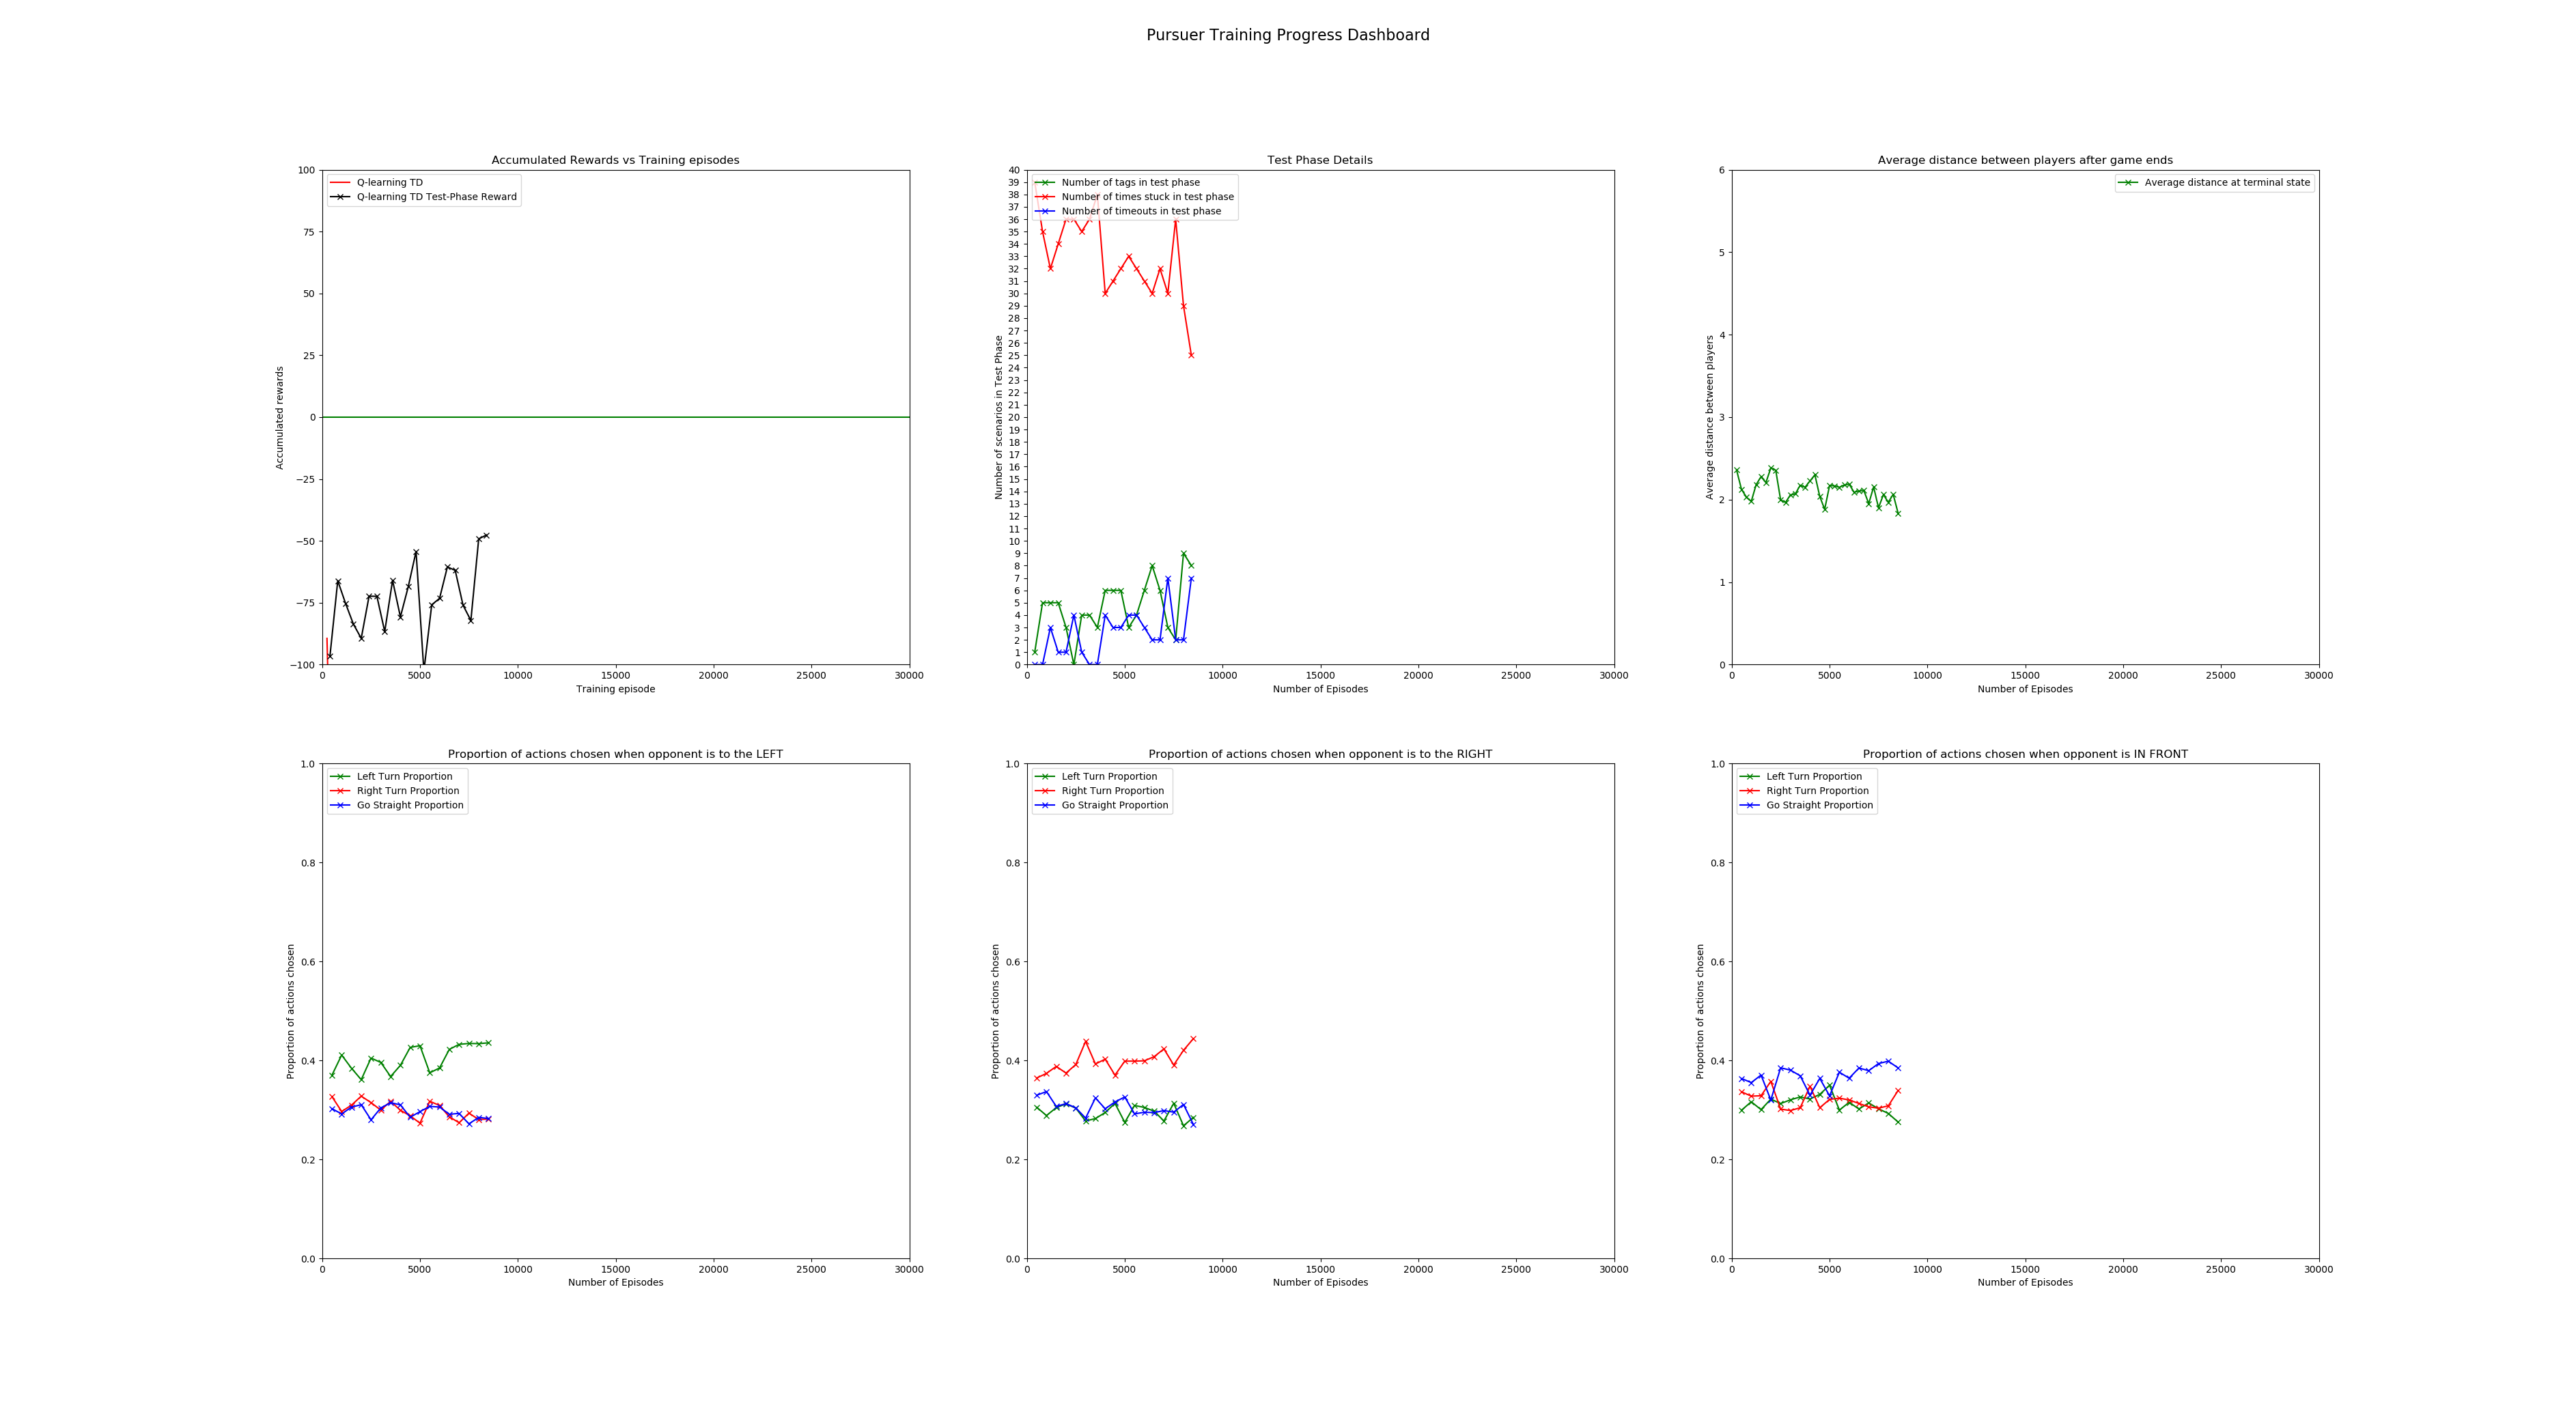 Pursuer Training Progress Dashboard
Accumulated Rewards vs Training episodes
Q-learning TD
Q-learning TD Test-Phase Reward
100
75
50
25
0
−25
−50
−75
−100
Accumulated rewards
0 5000 10000 15000 20000 25000 30000
Training episode
Test Phase Details
Number of tags in test phase
Number of times stuck in test phase
Number of timeouts in test phase
40
39
38
37
36
35
34
33
32
31
30
29
28
27
26
25
24
23
22
21
20
19
18
17
16
15
14
13
12
11
10
9
8
7
6
5
4
3
2
1
0
Number of scenarios in Test Phase
0 5000 10000 15000 20000 25000 30000
Number of Episodes
Average distance between players after game ends
Average distance at terminal state
6
5
4
3
2
1
0
Average distance between players
0 5000 10000 15000 20000 25000 30000
Number of Episodes
Proportion of actions chosen when opponent is to the LEFT
Left Turn Proportion
Right Turn Proportion
Go Straight Proportion
1.0
0.8
0.6
0.4
0.2
0.0
Proportion of actions chosen
0 5000 10000 15000 20000 25000 30000
Number of Episodes
Proportion of actions chosen when opponent is to the RIGHT
Left Turn Proportion
Right Turn Proportion
Go Straight Proportion
1.0
0.8
0.6
0.4
0.2
0.0
Proportion of actions chosen
0 5000 10000 15000 20000 25000 30000
Number of Episodes
Proportion of actions chosen when opponent is IN FRONT
Left Turn Proportion
Right Turn Proportion
Go Straight Proportion
1.0
0.8
0.6
0.4
0.2
0.0
Proportion of actions chosen
0 5000 10000 15000 20000 25000 30000
Number of Episodes